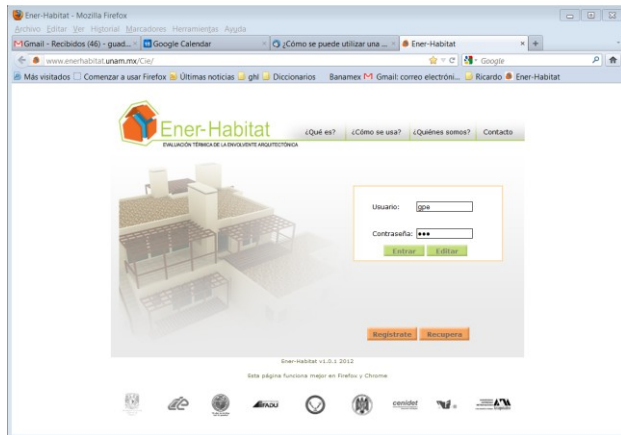 Ener-Habitat - Mozilla Firefox
Archivo Editar Ver Historial Marcadores Herramientas Ayuda
Gmail - Recibidos (46) - guad... × Google Calendar × ¿Cómo se puede utilizar una ... × Ener-Habitat × +
www.enerhabitat.unam.mx/Cie/ Google
Más visitados Comenzar a usar Firefox Últimas noticias ghl Diccionarios Banamex Gmail: correo electróni... Ricardo Ener-Habitat
Ener-Habitat
EVALUACIÓN TÉRMICA DE LA ENVOLVENTE ARQUITECTÓNICA
¿Qué es? ¿Cómo se usa? ¿Quiénes somos? Contacto
Usuario: gpe
Contraseña: •••
Entrar Editar
Regístrate Recupera
Ener-Habitat v1.0.1 2012
Esta página funciona mejor en Firefox y Chrome
FADU
cenidet